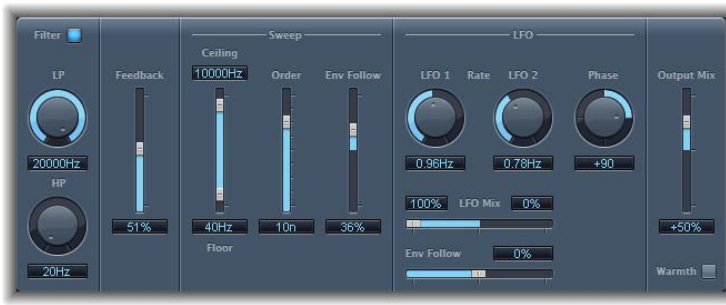 Filter
LP
20000Hz
HP
20Hz
Feedback
51%
Sweep
Ceiling
10000Hz
40Hz
Floor
Order
10n
Env Follow
36%
LFO
LFO 1 Rate LFO 2 Phase
0.96Hz 0.78Hz +90
100% LFO Mix 0%
Env Follow 0%
Output Mix
+50%
Warmth